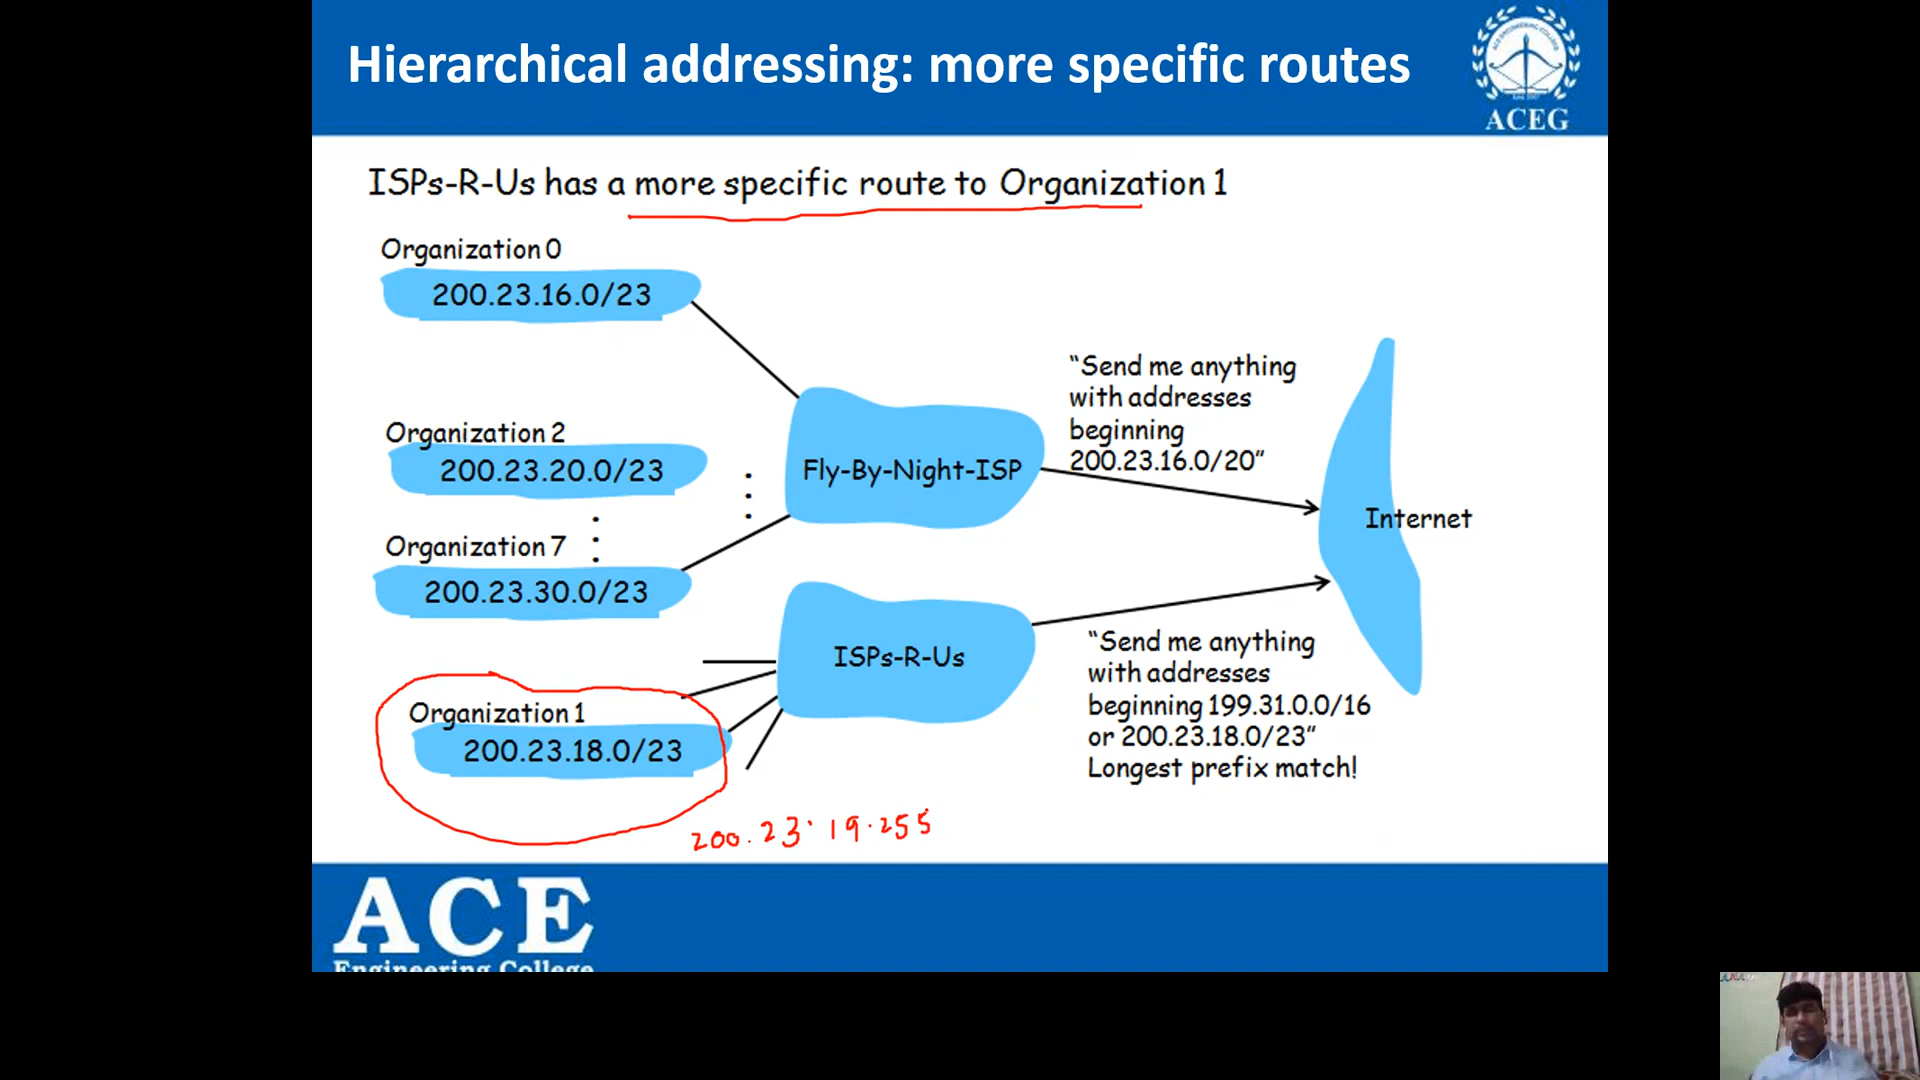 Hierarchical addressing: more specific routes
ACEG
ISPs-R-Us has a more specific route to Organization 1
Organization 0
200.23.16.0/23
Organization 2
200.23.20.0/23
Organization 7
200.23.30.0/23
Fly-By-Night-ISP
“Send me anything
with addresses
beginning
200.23.16.0/20”
Internet
ISPs-R-Us
Organization 1
200.23.18.0/23
“Send me anything
with addresses
beginning 199.31.0.0/16
or 200.23.18.0/23”
Longest prefix match!
200.23.19.255
ACE
Engineering College